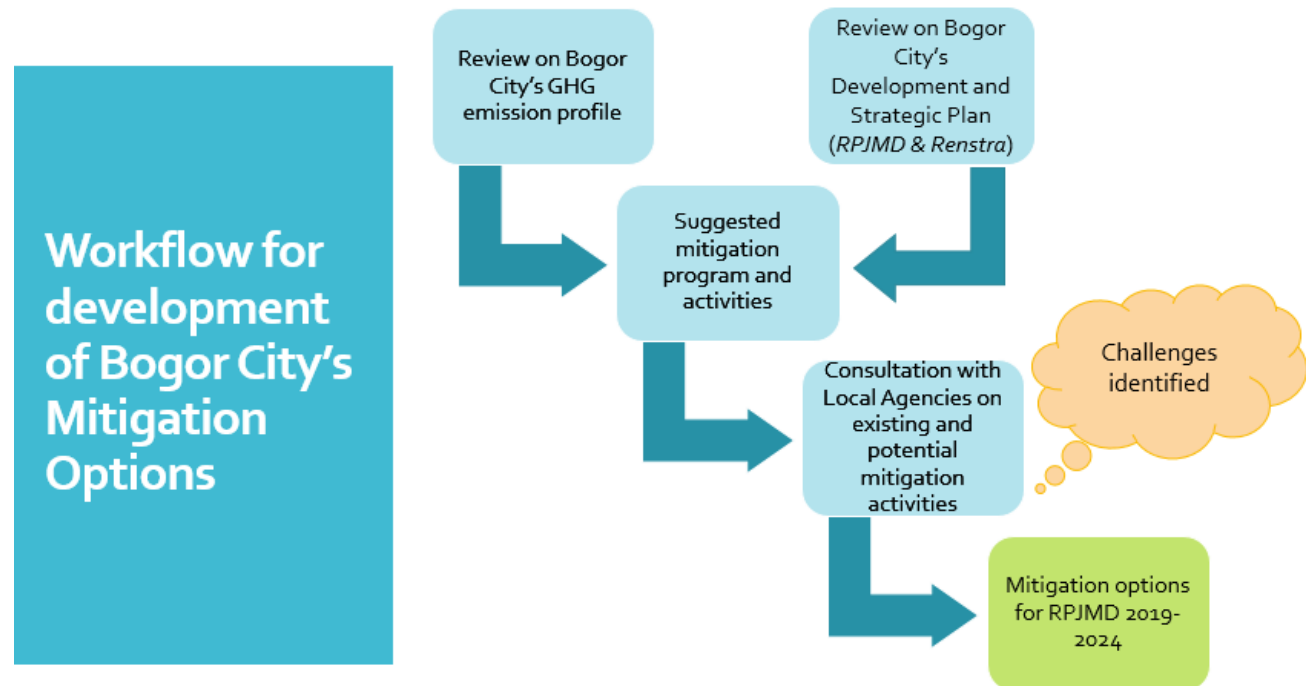 Workflow for
development
of Bogor City's
Mitigation
Options
Review on Bogor
City's GHG
emission profile
Review on Bogor
City's
Development and
Strategic Plan
(RPJMD & Renstra)
Suggested
mitigation
program and
activities
Consultation with
Local Agencies on
existing and
potential
mitigation
activities
Challenges
identified
Mitigation options
for RPJMD 2019-
2024